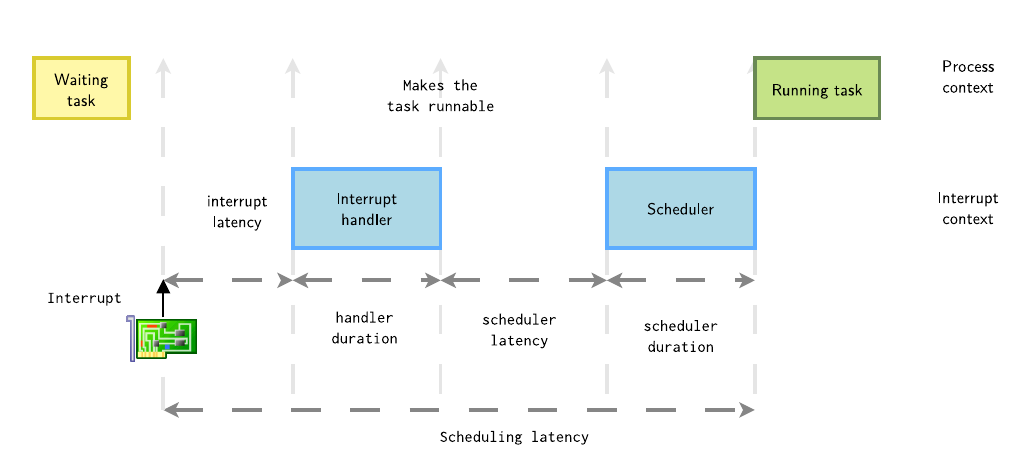 Waiting
task
Makes the
task runnable
Running task
Process
context
interrupt
latency
Interrupt
handler
Scheduler
Interrupt
context
Interrupt
handler
duration
scheduler
latency
scheduler
duration
Scheduling latency